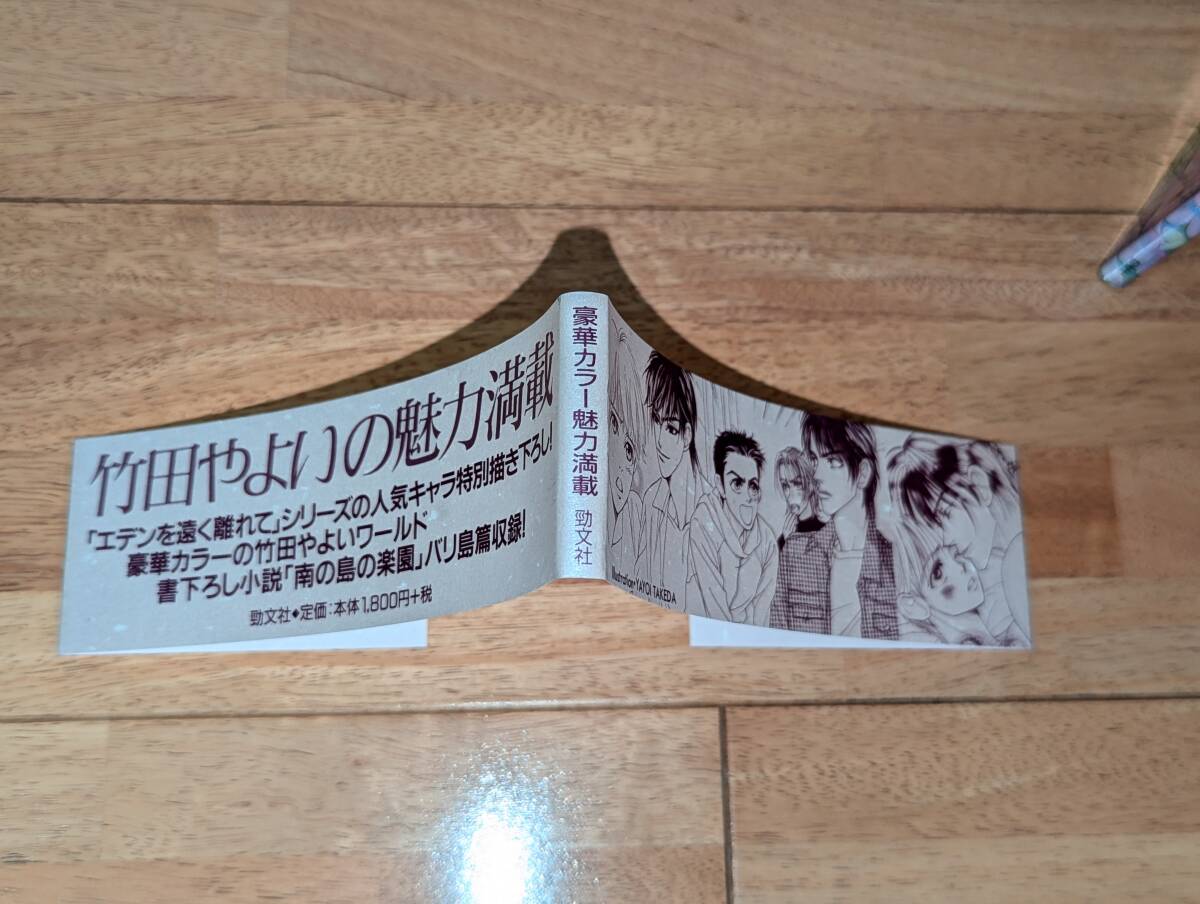 竹田やよいの魅力満載
「エデンを遠く離れて」シリーズの人気キャラ特別描き下ろし!
豪華カラーの竹田やよいワールド
書下ろし小説「南の島の楽園」バリ島篇収録!
勁文社◆定価:本体1,800円+税
豪華カラー魅力満載
勁文社
Illustration・YAYOI TAKEDA